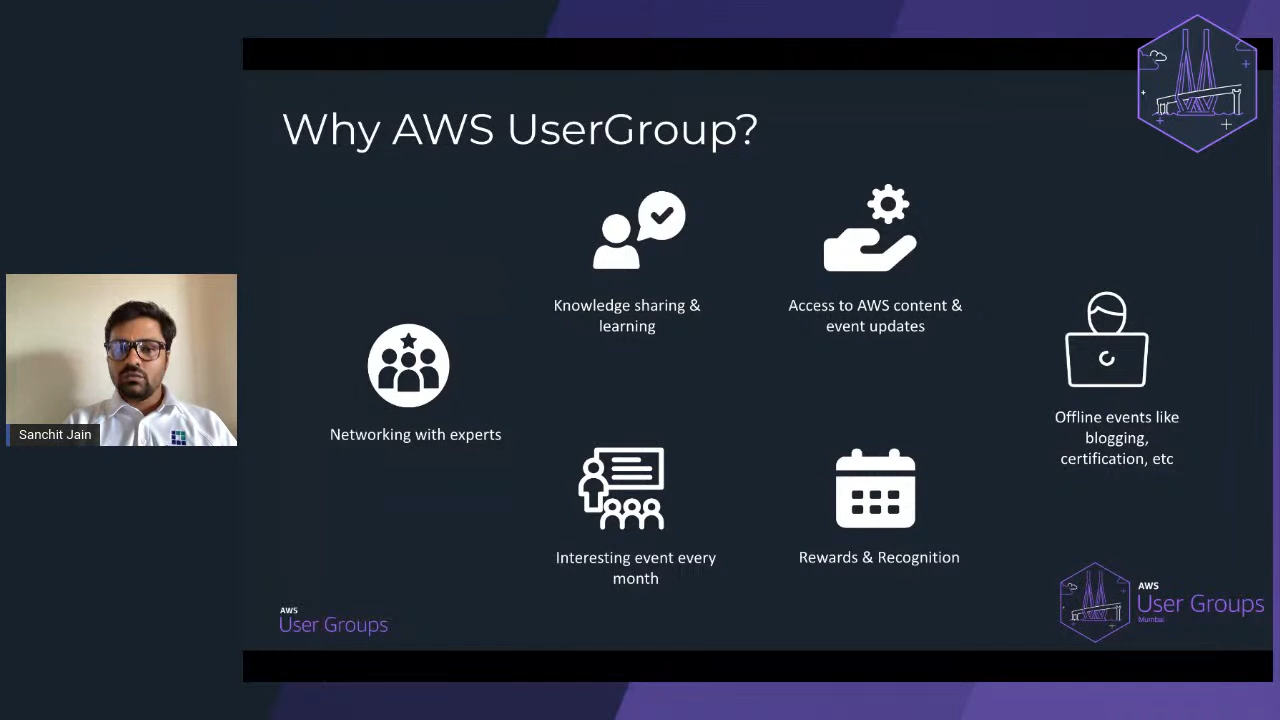 Why AWS UserGroup?
Knowledge sharing &
learning
Access to AWS content &
event updates
Networking with experts
Offline events like
blogging,
certification, etc
Interesting event every
month
Rewards & Recognition
Sanchit Jain
AWS
User Groups
AWS
User Groups
Mumbai